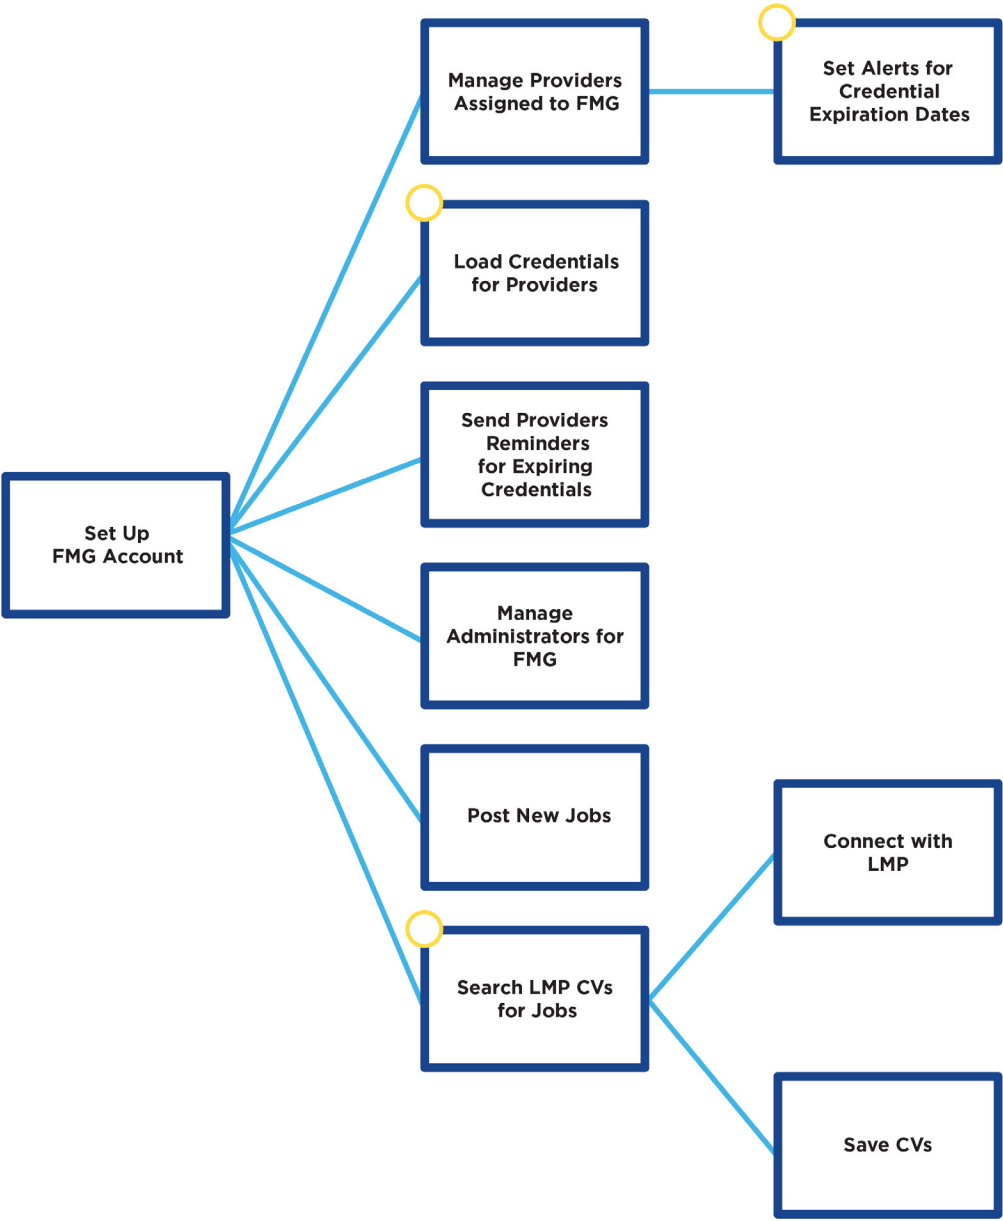 Manage Providers
Assigned to FMG
Set Alerts for
Credential
Expiration Dates
Load Credentials
for Providers
Send Providers
Reminders
for Expiring
Credentials
Set Up
FMG Account
Manage
Administrators for
FMG
Post New Jobs
Connect with
LMP
Search LMP CVs
for Jobs
Save CVs